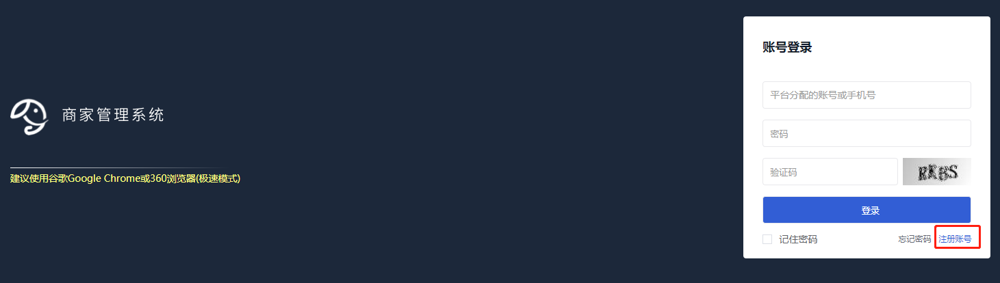 商家管理系统
建议使用谷歌Google Chrome或360浏览器(极速模式)
账号登录
平台分配的账号或手机号
密码
验证码
登录
记住密码
忘记密码
注册账号